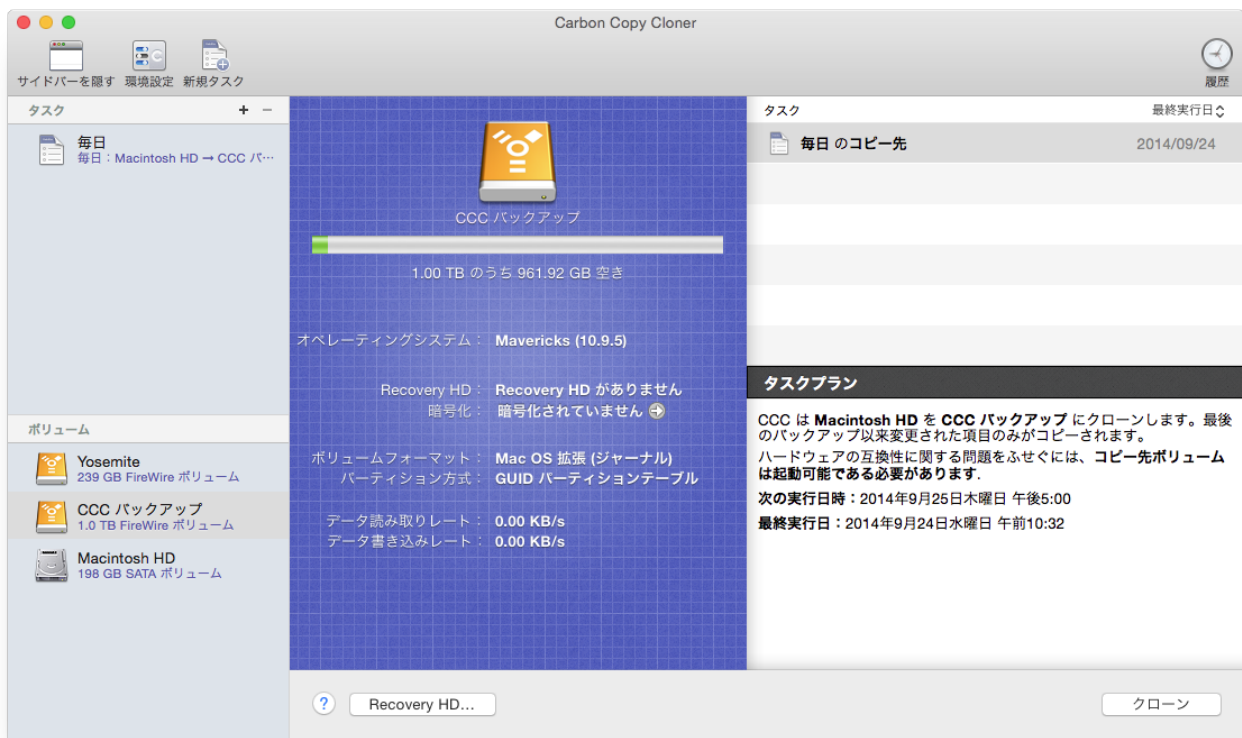 Carbon Copy Cloner
サイドバーを隠す 環境設定 新規タスク
履歴
タスク + −
毎日
毎日：Macintosh HD → CCC バ…
ボリューム
Yosemite
239 GB FireWire ボリューム
CCC バックアップ
1.0 TB FireWire ボリューム
Macintosh HD
198 GB SATA ボリューム
CCC バックアップ
1.00 TB のうち 961.92 GB 空き
オペレーティングシステム： Mavericks (10.9.5)
Recovery HD： Recovery HD がありません
暗号化： 暗号化されていません
ボリュームフォーマット： Mac OS 拡張 (ジャーナル)
パーティション方式： GUID パーティションテーブル
データ読み取りレート： 0.00 KB/s
データ書き込みレート： 0.00 KB/s
タスク 最終実行日
毎日 のコピー先 2014/09/24
タスクプラン
CCC は Macintosh HD を CCC バックアップ にクローンします。最後
のバックアップ以来変更された項目のみがコピーされます。
ハードウェアの互換性に関する問題をふせぐには、コピー先ボリューム
は起動可能である必要があります.
次の実行日時：2014年9月25日木曜日 午後5:00
最終実行日：2014年9月24日水曜日 午前10:32
? Recovery HD... クローン